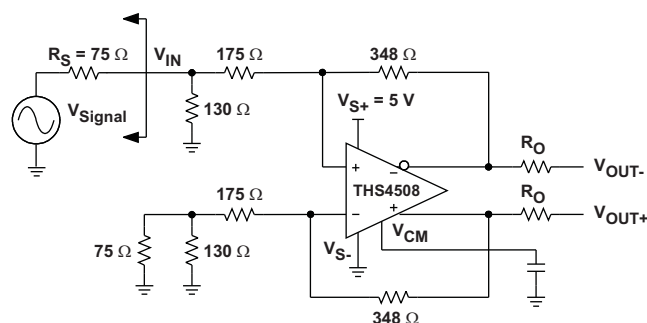 R_S = 75 Ω
V_IN
175 Ω
348 Ω
V_Signal
130 Ω
V_S+ = 5 V
R_O
V_OUT-
+
−
THS4508
175 Ω
−
+
R_O
V_OUT+
75 Ω
130 Ω
V_S-
V_CM
348 Ω